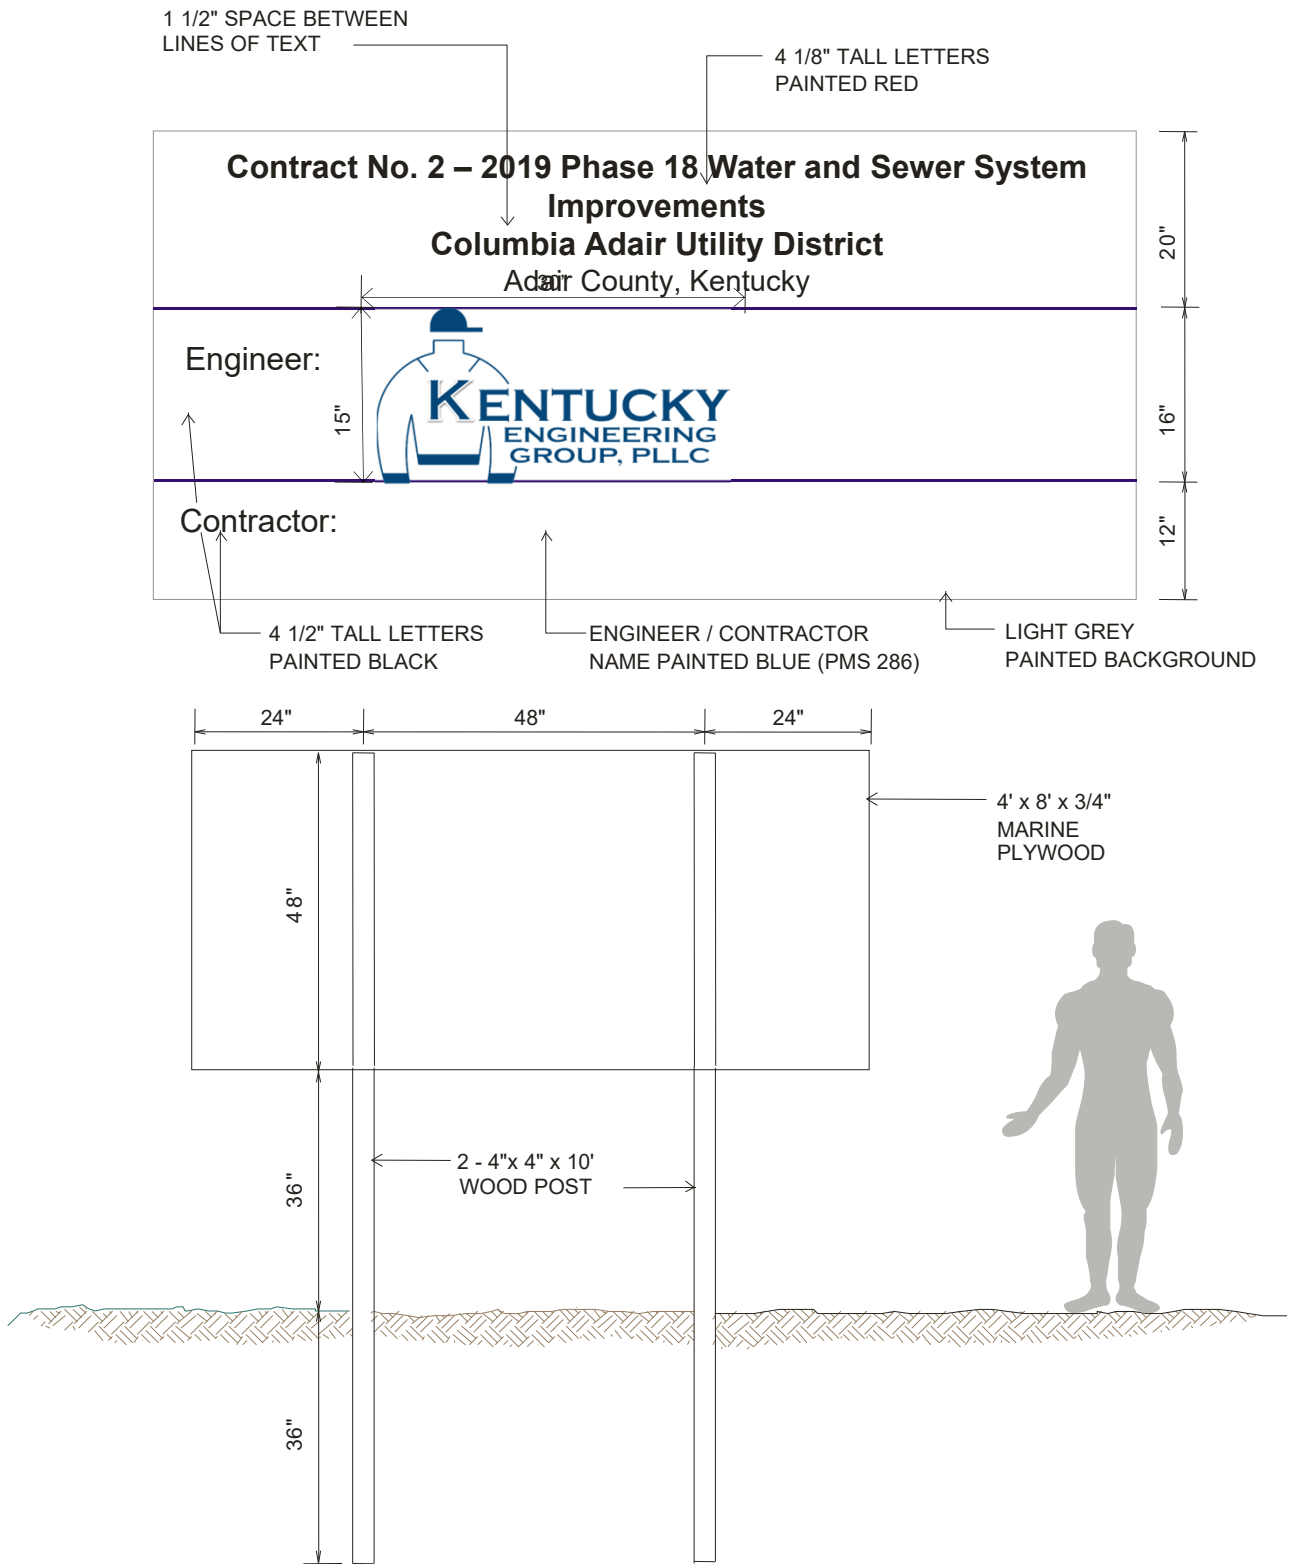 1 1/2" SPACE BETWEEN
LINES OF TEXT
4 1/8" TALL LETTERS
PAINTED RED
Contract No. 2 – 2019 Phase 18 Water and Sewer System
Improvements
Columbia Adair Utility District
Adair County, Kentucky
30"
20"
Engineer:
15"
KENTUCKY
ENGINEERING
GROUP, PLLC
16"
Contractor:
12"
4 1/2" TALL LETTERS
PAINTED BLACK
ENGINEER / CONTRACTOR
NAME PAINTED BLUE (PMS 286)
LIGHT GREY
PAINTED BACKGROUND
24"
48"
24"
4' x 8' x 3/4"
MARINE
PLYWOOD
48"
2 - 4"x 4" x 10'
WOOD POST
36"
36"